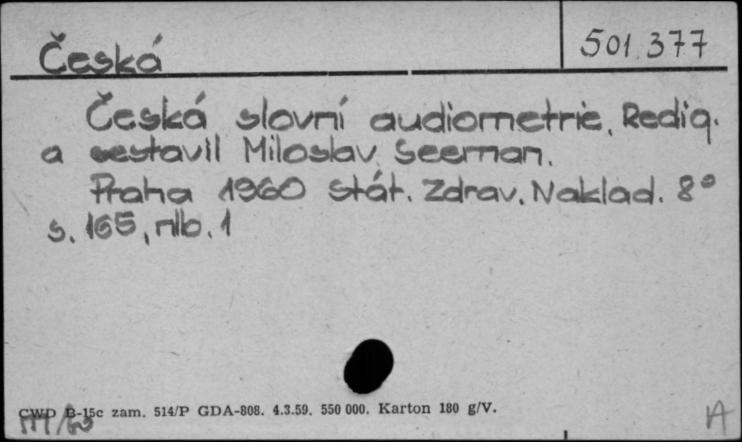 Česká
501.377
Česká slovní audiometrie. Redig.
a sestavil Miloslav Seeman.
Praha 1960 Stát. Zdrav. Naklad. 8°
s. 165, nlb. 1
CWD B-15c zam. 514/P GDA-808. 4.3.59. 550 000. Karton 180 g/V.
A